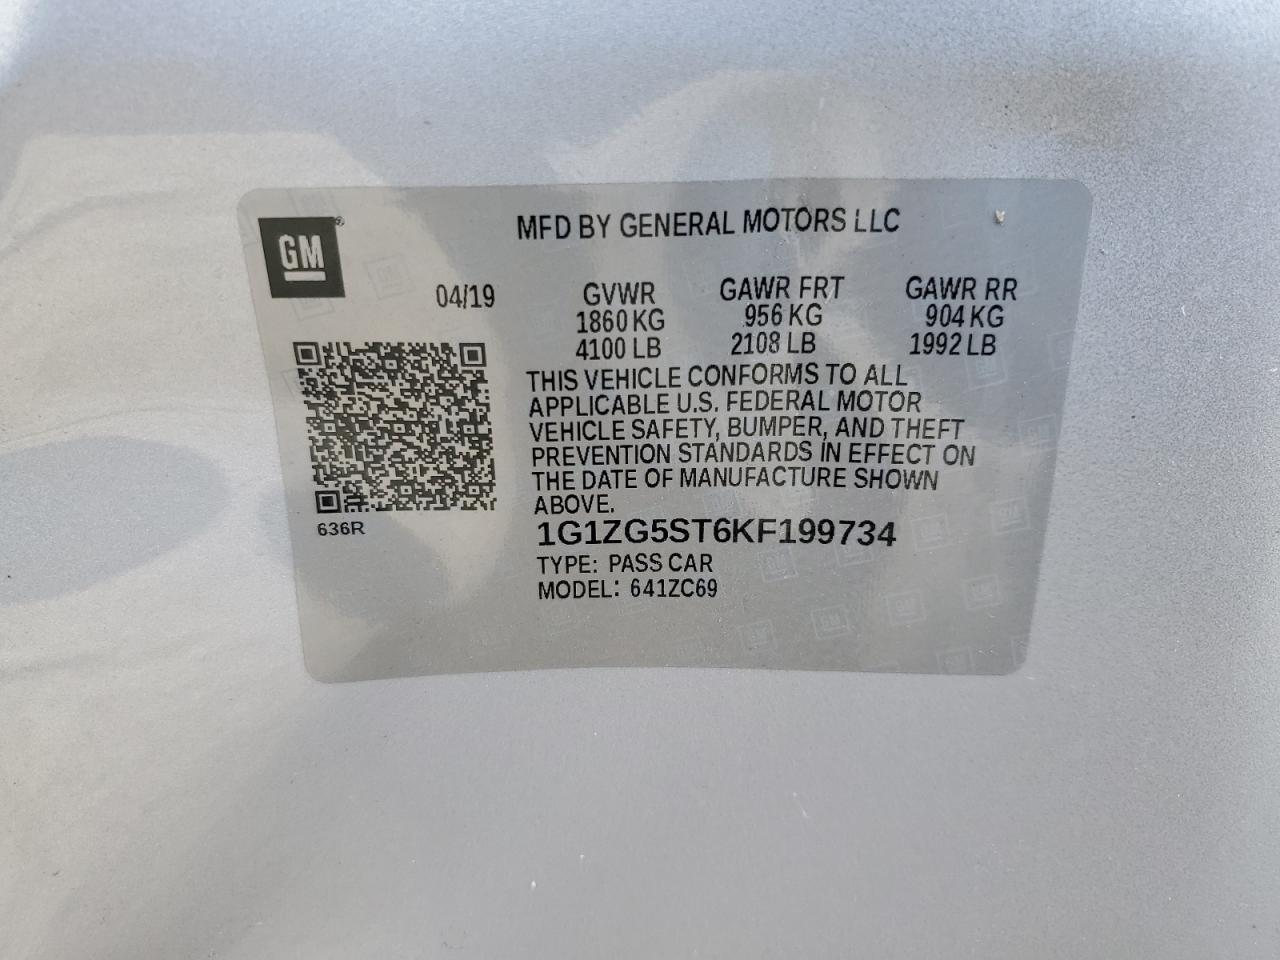 GM®
MFD BY GENERAL MOTORS LLC
04/19
GVWR GAWR FRT GAWR RR
1860 KG 956 KG 904 KG
4100 LB 2108 LB 1992 LB
THIS VEHICLE CONFORMS TO ALL
APPLICABLE U.S. FEDERAL MOTOR
VEHICLE SAFETY, BUMPER, AND THEFT
PREVENTION STANDARDS IN EFFECT ON
THE DATE OF MANUFACTURE SHOWN
ABOVE.
636R
1G1ZG5ST6KF199734
TYPE: PASS CAR
MODEL: 641ZC69